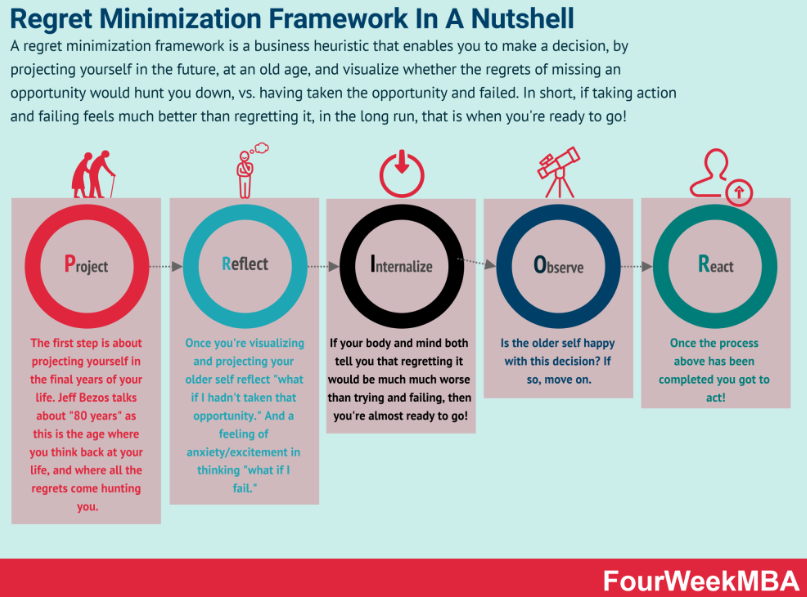 Regret Minimization Framework In A Nutshell
A regret minimization framework is a business heuristic that enables you to make a decision, by
projecting yourself in the future, at an old age, and visualize whether the regrets of missing an
opportunity would hunt you down, vs. having taken the opportunity and failed. In short, if taking action
and failing feels much better than regretting it, in the long run, that is when you're ready to go!
Project
The first step is about
projecting yourself in
the final years of your
life. Jeff Bezos talks
about "80 years" as
this is the age where
you think back at your
life, and where all the
regrets come hunting
you.
Reflect
Once you're visualizing
and projecting your
older self reflect "what
if I hadn't taken that
opportunity." And a
feeling of
anxiety/excitement in
thinking "what if I
fail."
Internalize
If your body and mind both
tell you that regretting it
would be much much worse
than trying and failing, then
you're almost ready to go!
Observe
Is the older self happy
with this decision? If
so, move on.
React
Once the process
above has been
completed you got to
act!
FourWeekMBA